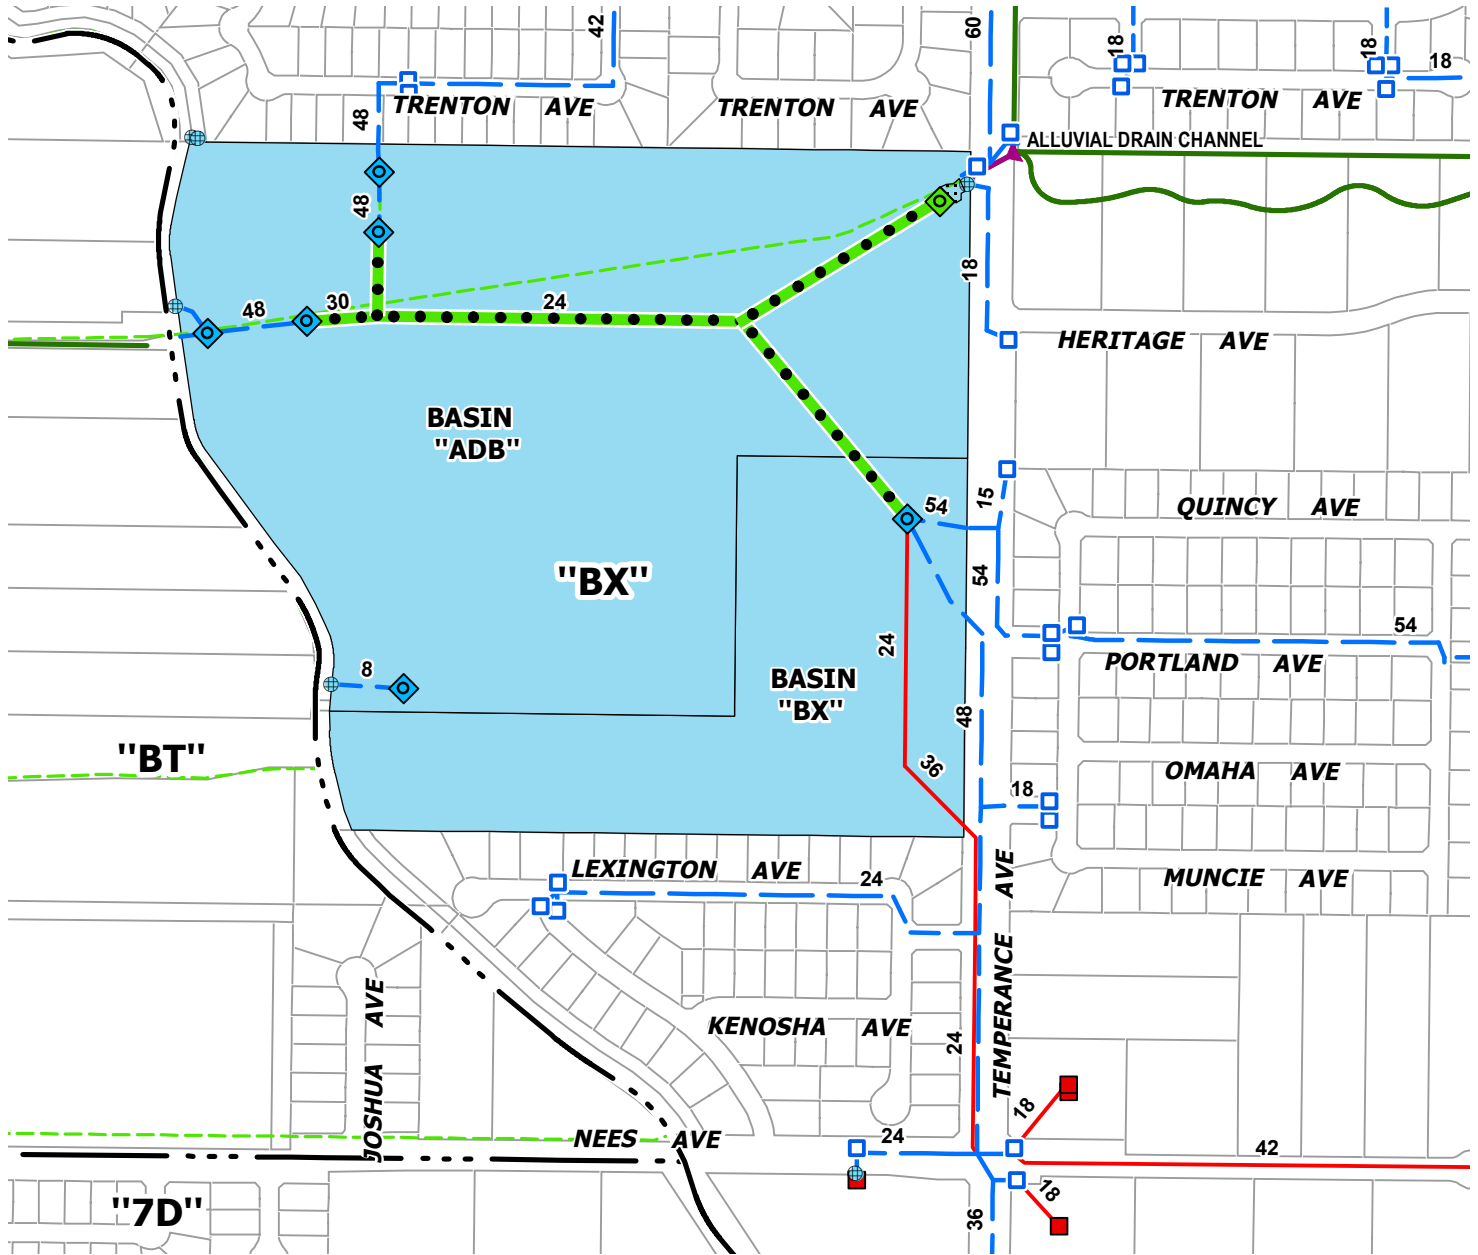 42
60
18
18
18
48
TRENTON AVE
TRENTON AVE
TRENTON AVE
ALLUVIAL DRAIN CHANNEL
48
18
48
30
24
HERITAGE AVE
BASIN
"ADB"
15
54
QUINCY AVE
"BX"
54
24
54
PORTLAND AVE
8
BASIN
"BX"
48
"BT"
36
OMAHA AVE
18
LEXINGTON AVE
24
MUNCIE AVE
TEMPERANCE AVE
JOSHUA AVE
KENOSHA AVE
24
18
NEES AVE
24
42
18
"7D"
36